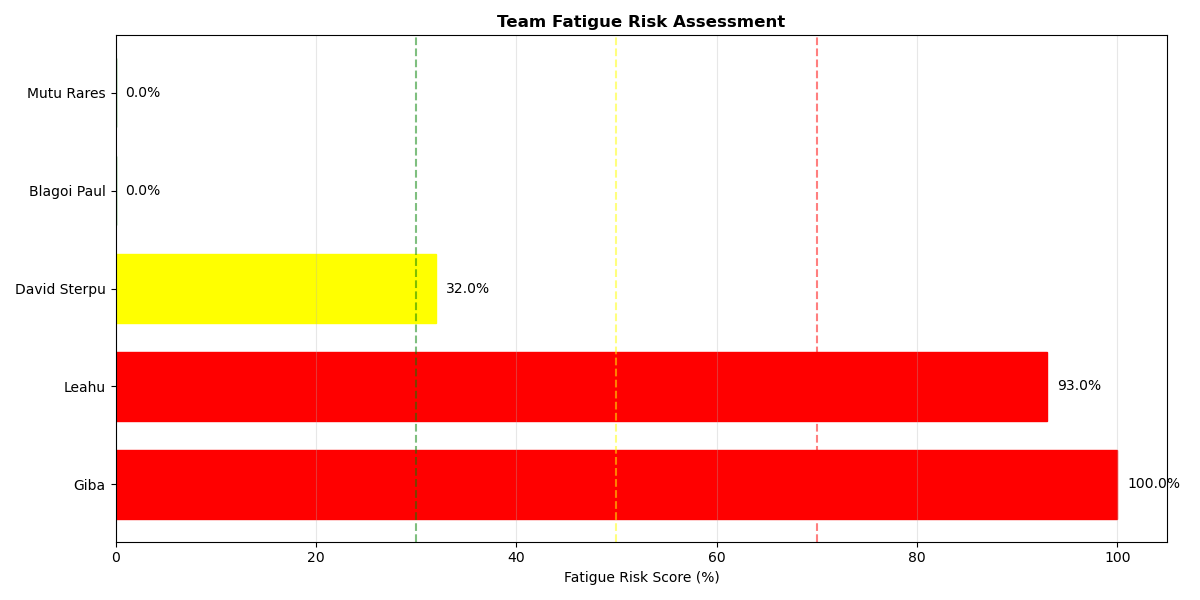 Team Fatigue Risk Assessment
Mutu Rares 0.0%
Blagoi Paul 0.0%
David Sterpu 32.0%
Leahu 93.0%
Giba 100.0%
0 20 40 60 80 100
Fatigue Risk Score (%)